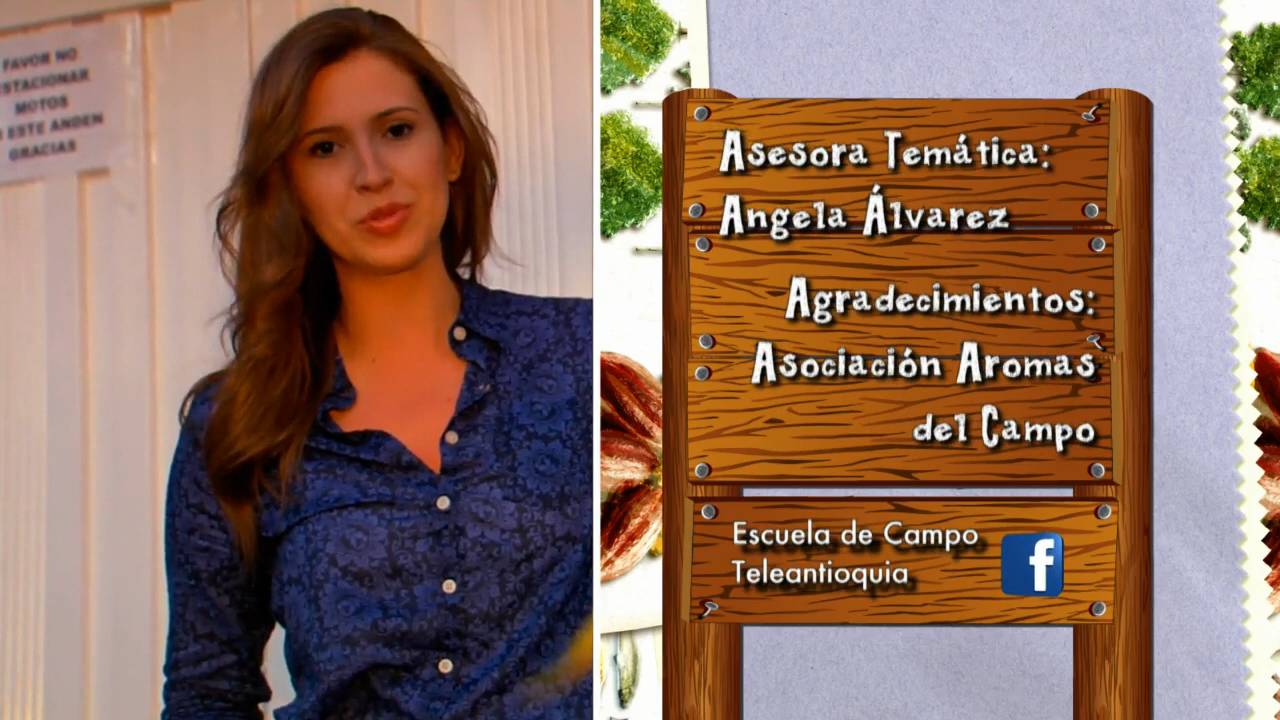 FAVOR NO
ESTACIONAR
MOTOS
ESTE ANDEN
GRACIAS
Asesora Temática:
Angela Álvarez
Agradecimientos:
Asociación Aromas
del Campo
Escuela de Campo
Teleantioquia
f